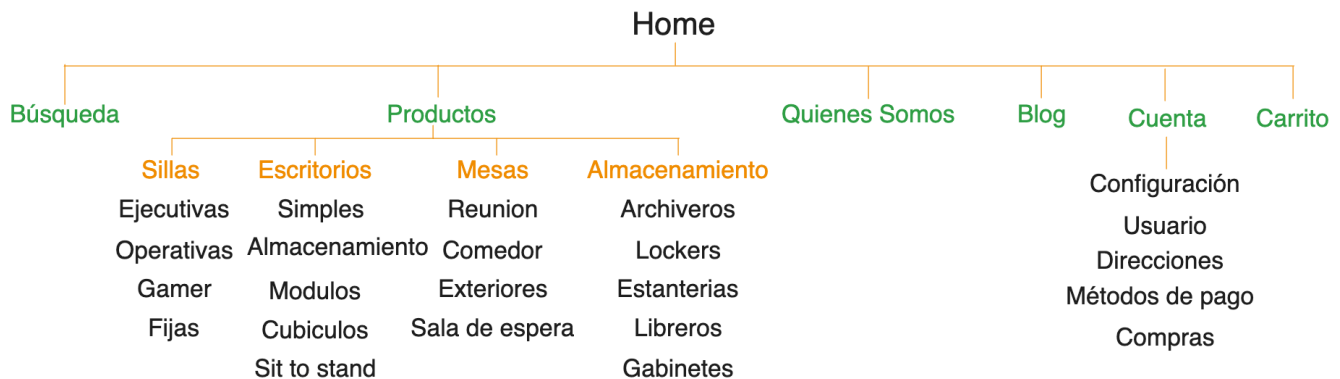 Home
Búsqueda
Productos
Quienes Somos
Blog
Cuenta
Carrito
Sillas
Ejecutivas
Operativas
Gamer
Fijas
Escritorios
Simples
Almacenamiento
Modulos
Cubiculos
Sit to stand
Mesas
Reunion
Comedor
Exteriores
Sala de espera
Almacenamiento
Archiveros
Lockers
Estanterias
Libreros
Gabinetes
Configuración
Usuario
Direcciones
Métodos de pago
Compras